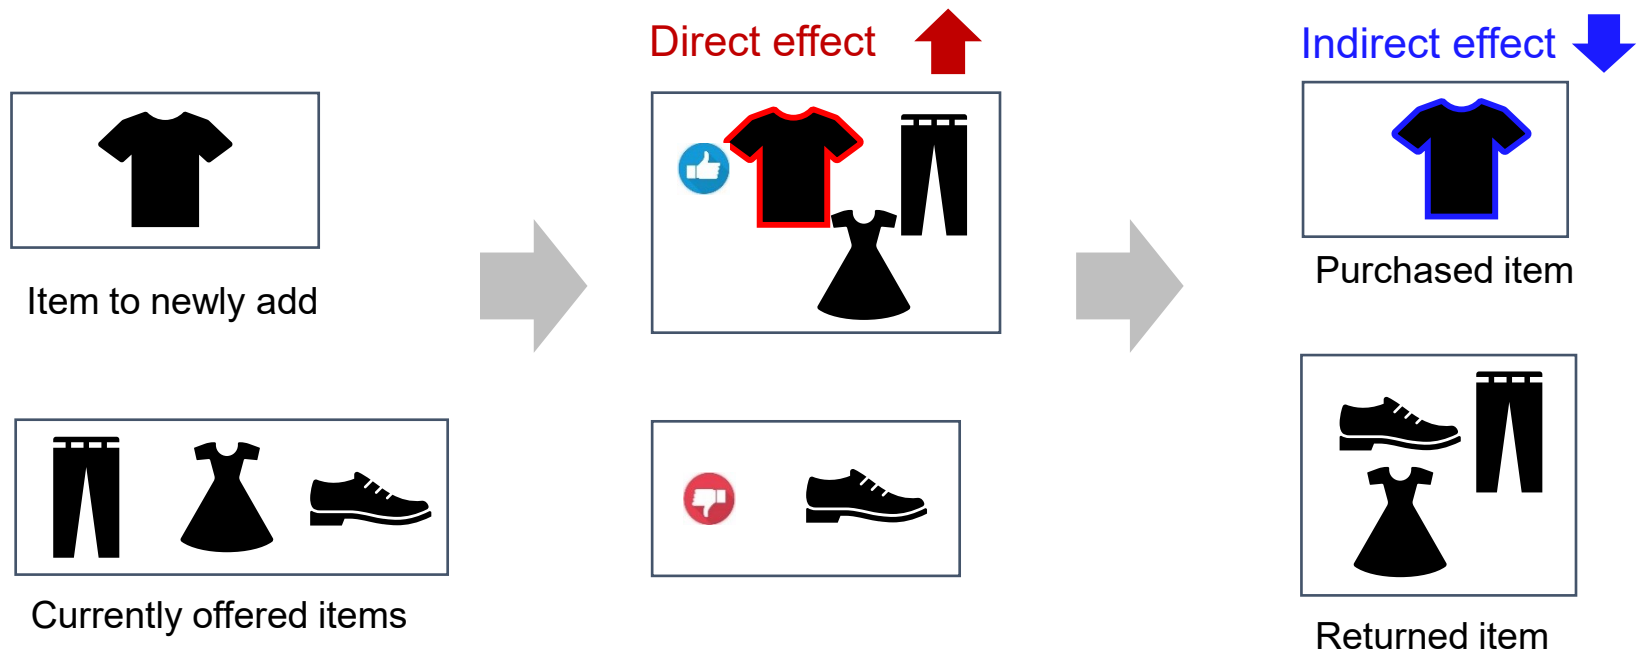 Direct effect
Indirect effect
Item to newly add
Purchased item
Currently offered items
Returned item